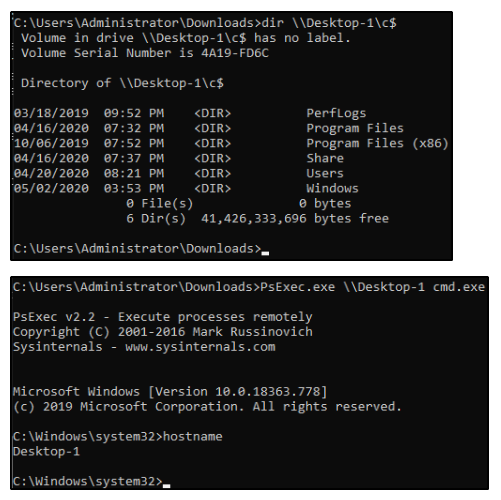 C:\Users\Administrator\Downloads>dir \\Desktop-1\c$
Volume in drive \\Desktop-1\c$ has no label.
Volume Serial Number is 4A19-FD6C
Directory of \\Desktop-1\c$
03/18/2019  09:52 PM    <DIR>          PerfLogs
04/16/2020  07:32 PM    <DIR>          Program Files
10/06/2019  07:52 PM    <DIR>          Program Files (x86)
04/16/2020  07:37 PM    <DIR>          Share
04/20/2020  08:21 PM    <DIR>          Users
05/02/2020  03:53 PM    <DIR>          Windows
0 File(s)              0 bytes
6 Dir(s)  41,426,333,696 bytes free
C:\Users\Administrator\Downloads>
C:\Users\Administrator\Downloads>PsExec.exe \\Desktop-1 cmd.exe
PsExec v2.2 - Execute processes remotely
Copyright (C) 2001-2016 Mark Russinovich
Sysinternals - www.sysinternals.com
Microsoft Windows [Version 10.0.18363.778]
(c) 2019 Microsoft Corporation. All rights reserved.
C:\Windows\system32>hostname
Desktop-1
C:\Windows\system32>